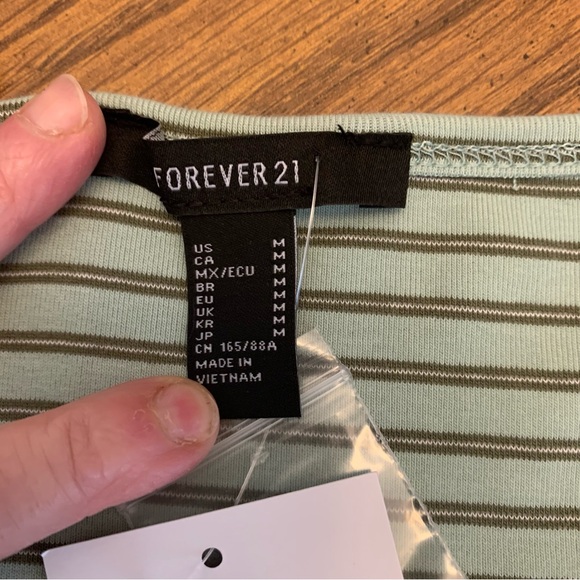 FOREVER 21
US M
CA M
MX/ECU M
BR M
EU M
UK M
KR M
JP M
CN 165/88A
MADE IN
VIETNAM